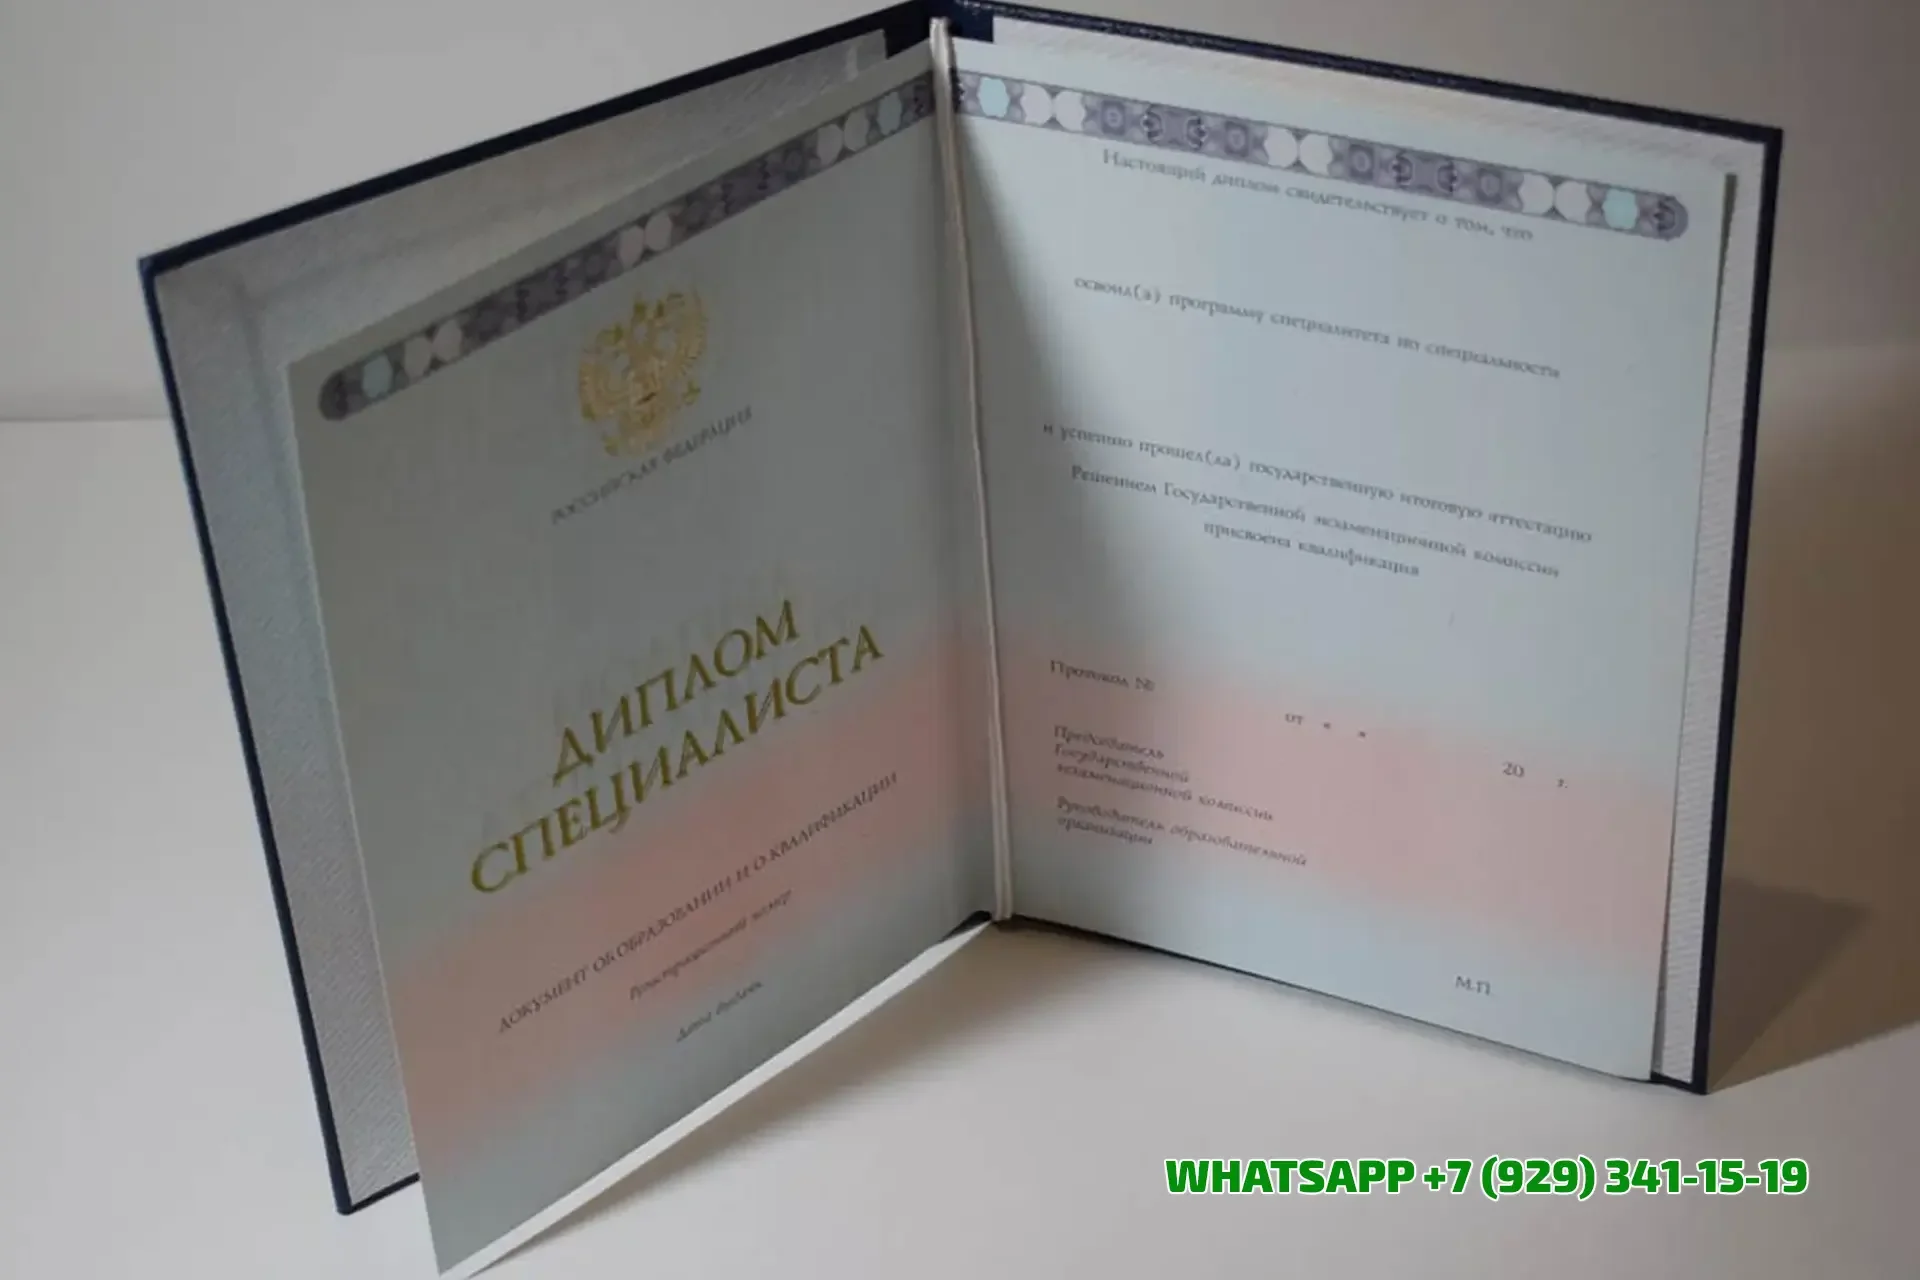 РОССИЙСКАЯ ФЕДЕРАЦИЯ
ДИПЛОМ
СПЕЦИАЛИСТА
ДОКУМЕНТ ОБ ОБРАЗОВАНИИ И О КВАЛИФИКАЦИИ
Регистрационный номер
Дата выдачи
Настоящий диплом свидетельствует о том, что
освоил(а) программу специалитета по специальности
и успешно прошел(ла) государственную итоговую аттестацию
Решением Государственной экзаменационной комиссии
присвоена квалификация
Протокол №
от « » 20 г.
Председатель
Государственной
экзаменационной комиссии
Руководитель образовательной
организации
М.П.
WHATSAPP +7 (929) 341-15-19